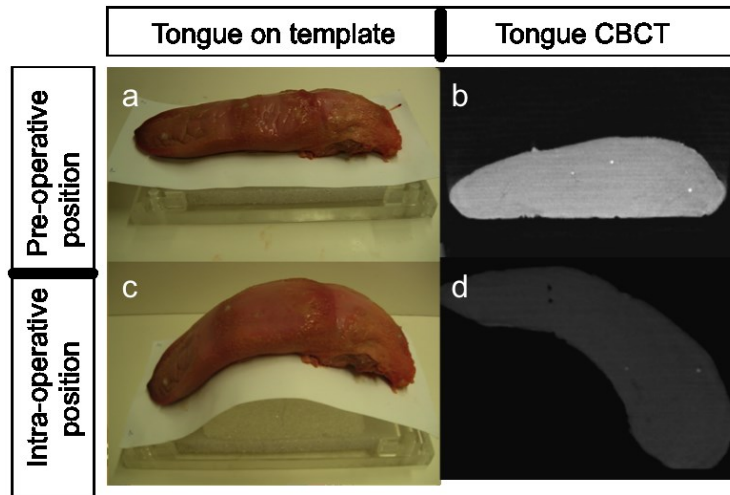 Tongue on template
Tongue CBCT
Pre-operative
position
a
b
Intra-operative
position
c
d